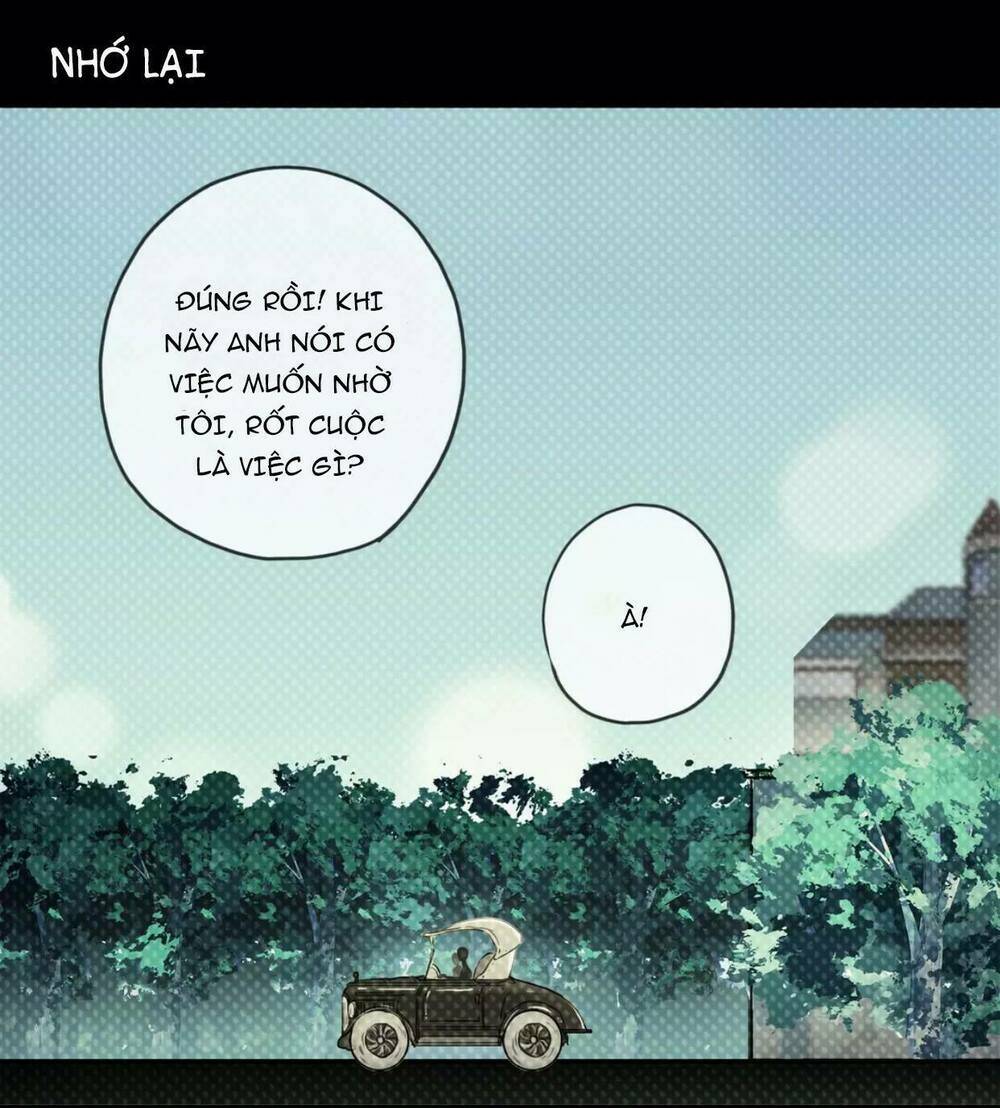 NHỚ LẠI
ĐÚNG RỒI! KHI
NÃY ANH NÓI CÓ
VIỆC MUỐN NHỜ
TÔI, RỐT CUỘC
LÀ VIỆC GÌ?
À!